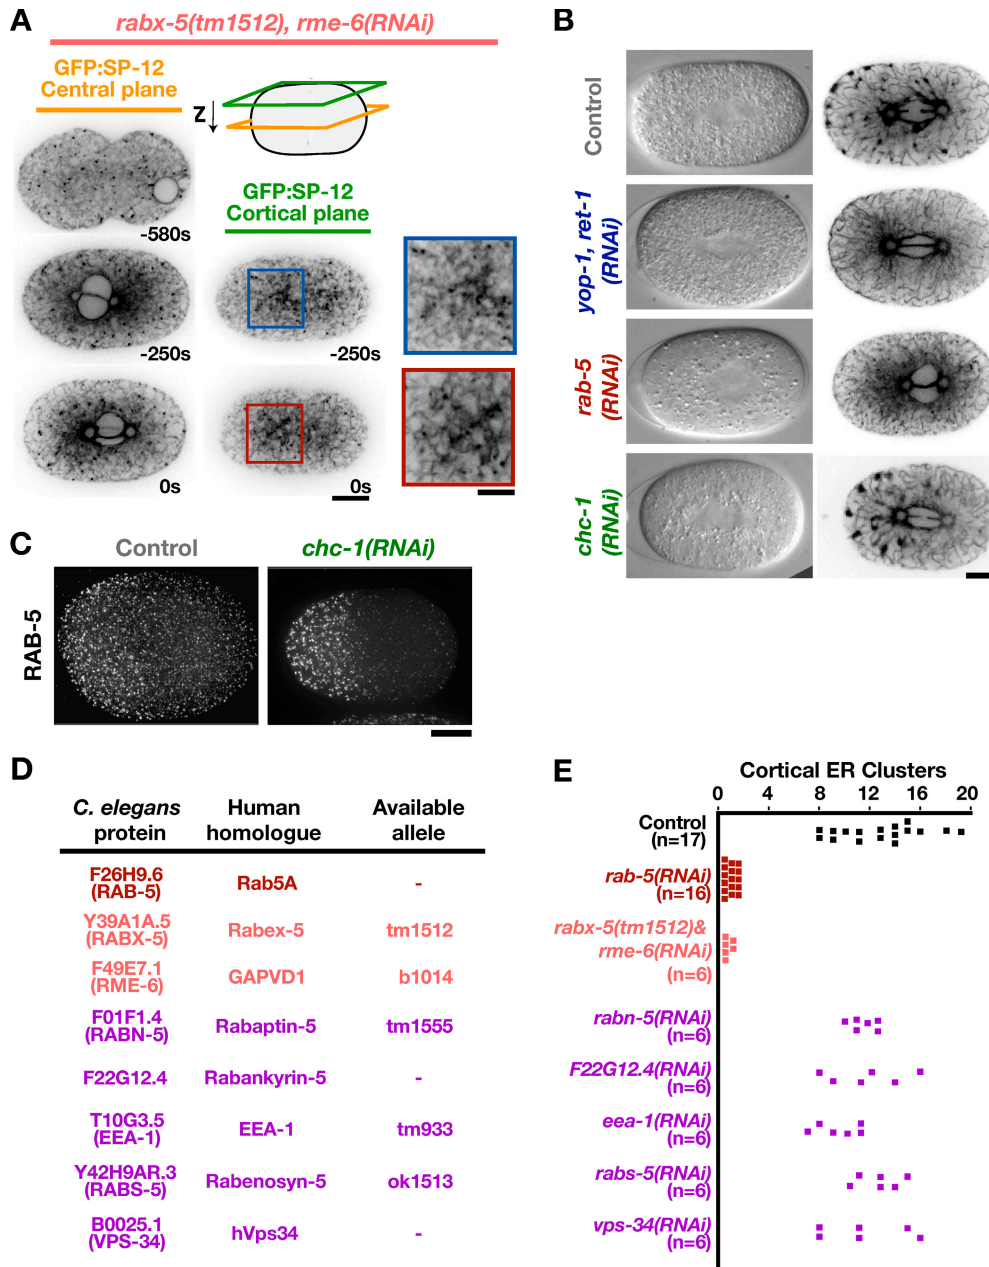 A
rabx-5(tm1512), rme-6(RNAi)
GFP:SP-12
Central plane
Z
-580s
GFP:SP-12
Cortical plane
-250s
-250s
0s
0s
B
Control
yop-1, ret-1
(RNAi)
rab-5
(RNAi)
chc-1
(RNAi)
C
Control
chc-1(RNAi)
RAB-5
D
C. elegans
protein
Human
homologue
Available
allele
F26H9.6
(RAB-5)
Rab5A
-
Y39A1A.5
(RABX-5)
Rabex-5
tm1512
F49E7.1
(RME-6)
GAPVD1
b1014
F01F1.4
(RABN-5)
Rabaptin-5
tm1555
F22G12.4
Rabankyrin-5
-
T10G3.5
(EEA-1)
EEA-1
tm933
Y42H9AR.3
(RABS-5)
Rabenosyn-5
ok1513
B0025.1
(VPS-34)
hVps34
-
E
Cortical ER Clusters
0 4 8 12 16 20
Control
(n=17)
rab-5(RNAi)
(n=16)
rabx-5(tm1512)&
rme-6(RNAi)
(n=6)
rabn-5(RNAi)
(n=6)
F22G12.4(RNAi)
(n=6)
eea-1(RNAi)
(n=6)
rabs-5(RNAi)
(n=6)
vps-34(RNAi)
(n=6)